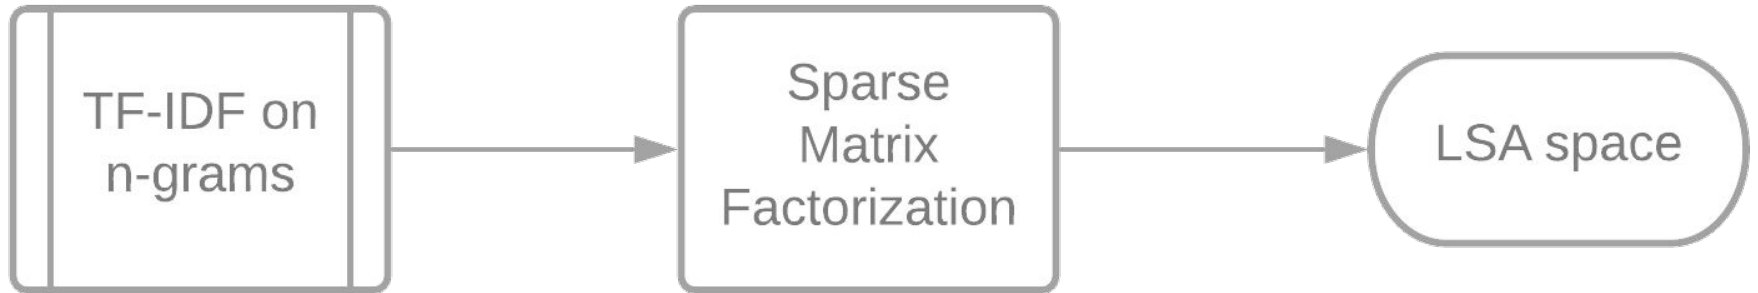 TF-IDF on
n-grams
Sparse
Matrix
Factorization
LSA space